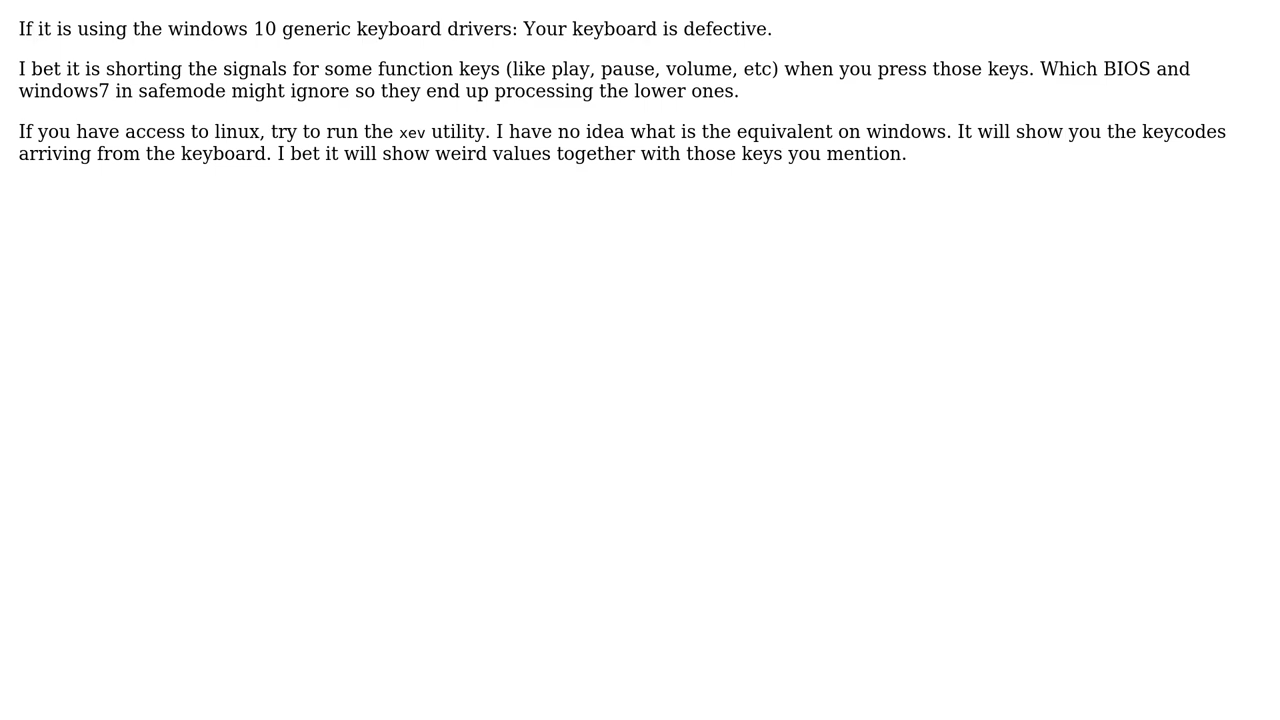 If it is using the windows 10 generic keyboard drivers: Your keyboard is defective.
I bet it is shorting the signals for some function keys (like play, pause, volume, etc) when you press those keys. Which BIOS and
windows7 in safemode might ignore so they end up processing the lower ones.
If you have access to linux, try to run the xev utility. I have no idea what is the equivalent on windows. It will show you the keycodes
arriving from the keyboard. I bet it will show weird values together with those keys you mention.